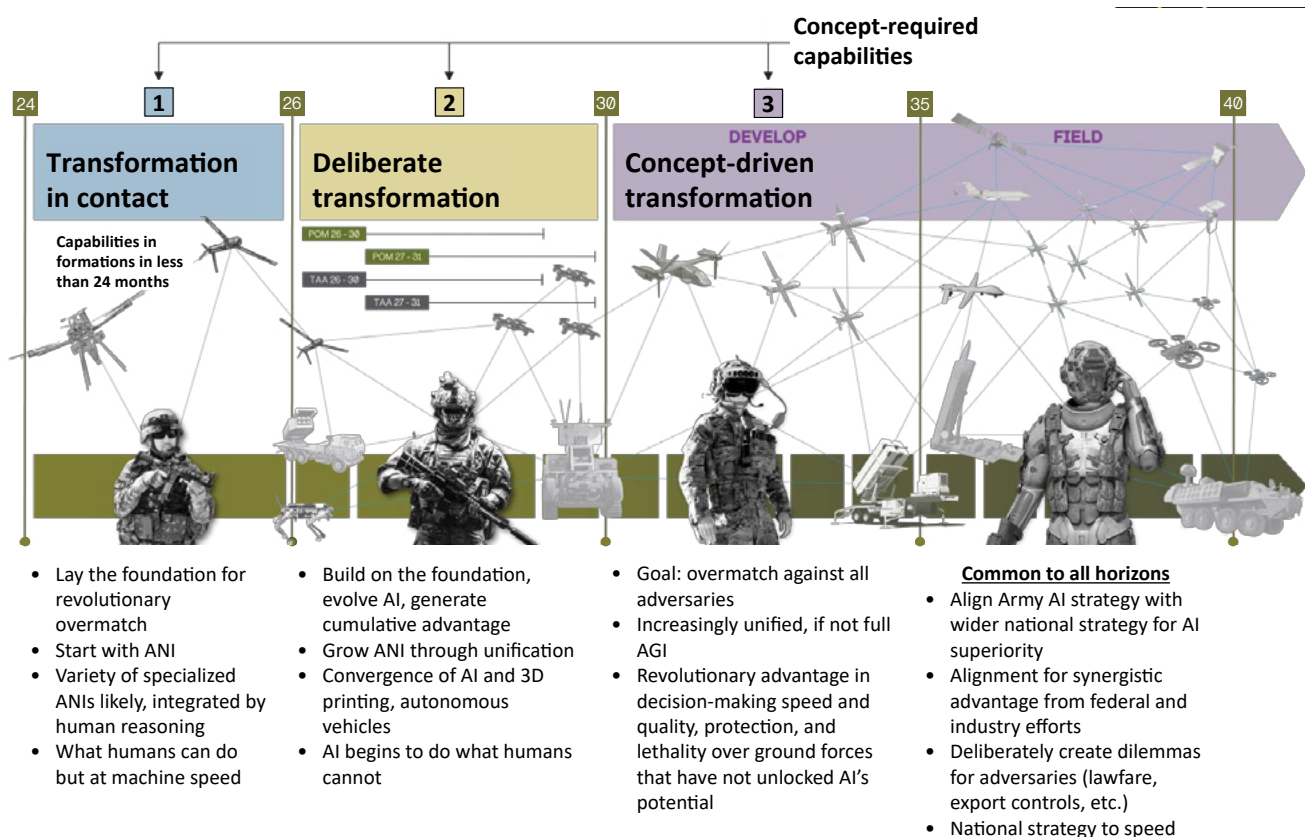 Concept-required
capabilities
24
1
26
2
30
3
35
40
Transformation
in contact
Deliberate
transformation
DEVELOP
FIELD
Concept-driven
transformation
Capabilities in
formations in less
than 24 months
POM 26 - 30
POM 27 - 31
TAA 26 - 30
TAA 27 - 31
• Lay the foundation for
revolutionary
overmatch
• Start with ANI
• Variety of specialized
ANIs likely, integrated by
human reasoning
• What humans can do
but at machine speed
• Build on the foundation,
evolve AI, generate
cumulative advantage
• Grow ANI through unification
• Convergence of AI and 3D
printing, autonomous
vehicles
• AI begins to do what humans
cannot
• Goal: overmatch against all
adversaries
• Increasingly unified, if not full
AGI
• Revolutionary advantage in
decision-making speed and
quality, protection, and
lethality over ground forces
that have not unlocked AI’s
potential
Common to all horizons
• Align Army AI strategy with
wider national strategy for AI
superiority
• Alignment for synergistic
advantage from federal and
industry efforts
• Deliberately create dilemmas
for adversaries (lawfare,
export controls, etc.)
• National strategy to speed